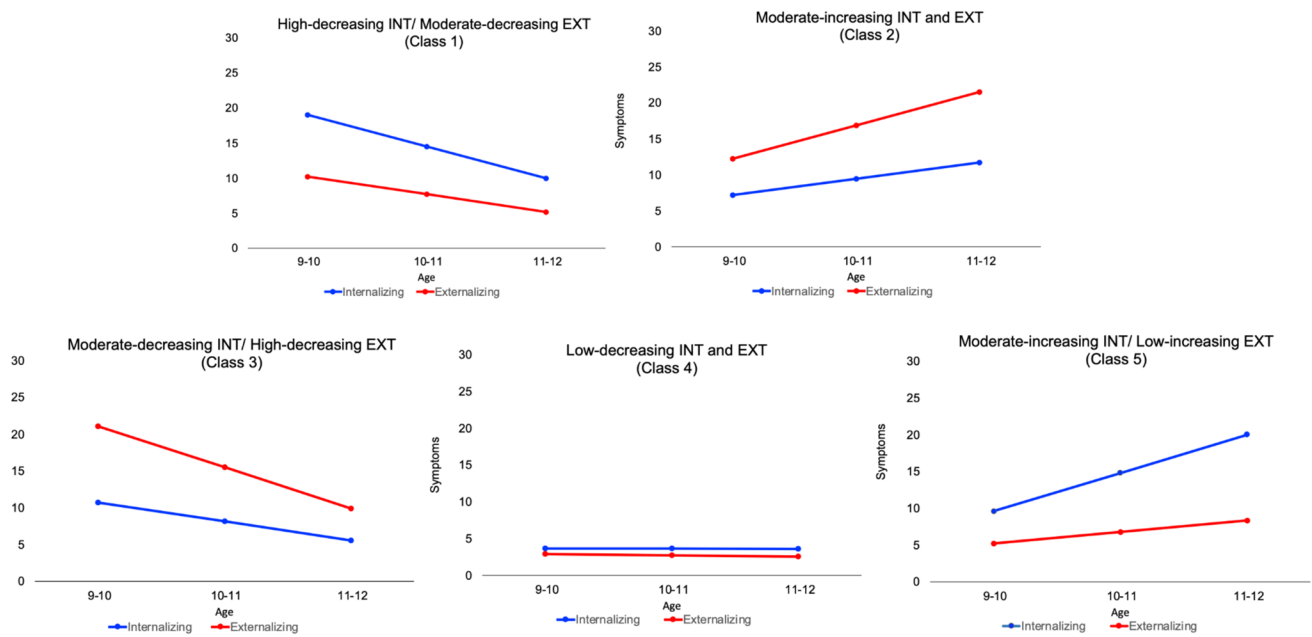 High-decreasing INT/ Moderate-decreasing EXT
(Class 1)
30
25
20
15
10
5
0
9-10
10-11
11-12
Age
Internalizing
Externalizing
Moderate-increasing INT and EXT
(Class 2)
Symptoms
30
25
20
15
10
5
0
9-10
10-11
11-12
Age
Internalizing
Externalizing
Moderate-decreasing INT/ High-decreasing EXT
(Class 3)
30
25
20
15
10
5
0
9-10
10-11
11-12
Age
Internalizing
Externalizing
Low-decreasing INT and EXT
(Class 4)
Symptoms
30
25
20
15
10
5
0
9-10
10-11
11-12
Age
Internalizing
Externalizing
Moderate-increasing INT/ Low-increasing EXT
(Class 5)
Symptoms
30
25
20
15
10
5
0
9-10
10-11
11-12
Age
Internalizing
Externalizing